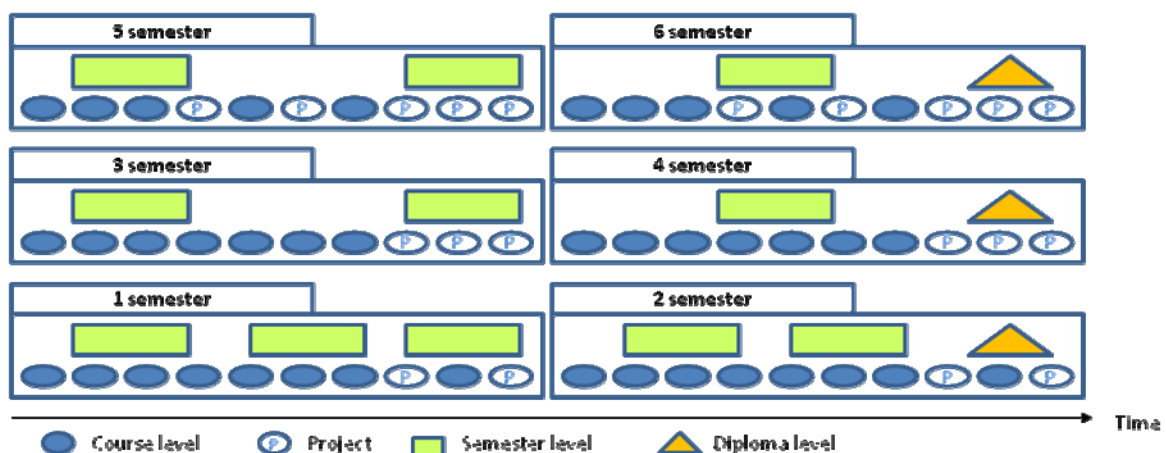 5 semester 6 semester
P P P P P P P P P P
3 semester 4 semester
P P P P P P
1 semester 2 semester
P P P P
Time
Course level P Project Semester level Diploma level